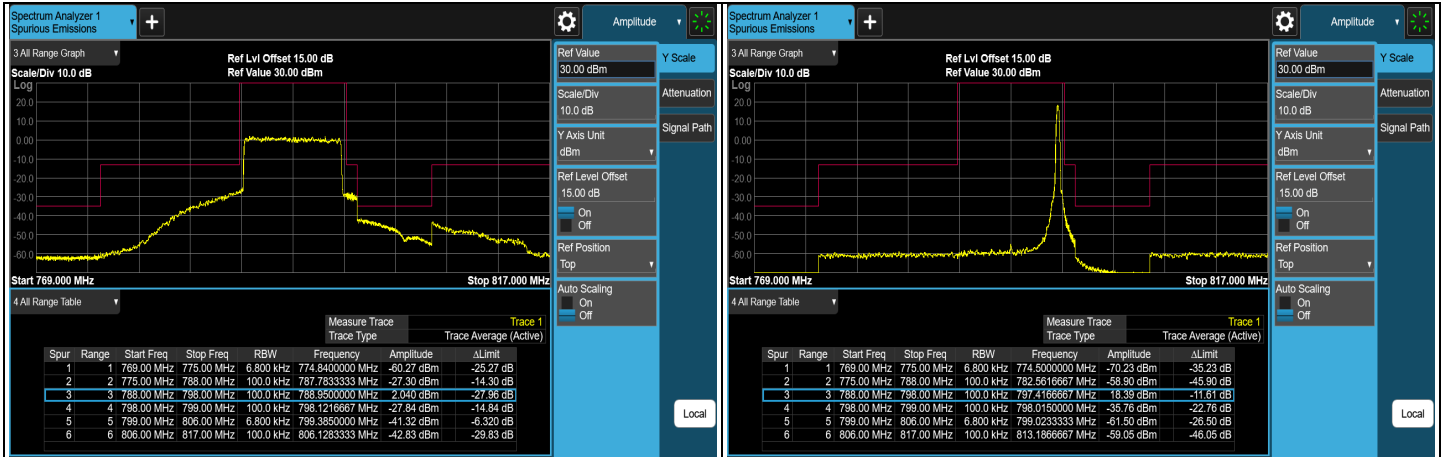 Spectrum Analyzer 1
Spurious Emissions
+
Amplitude
3 All Range Graph
Ref Lvl Offset 15.00 dB
Ref Value 30.00 dBm
Scale/Div 10.0 dB
Log
20.0
10.0
0.00
-10.0
-20.0
-30.0
-40.0
-50.0
-60.0
Start 769.000 MHz
Stop 817.000 MHz
Ref Value
30.00 dBm
Scale/Div
10.0 dB
Y Axis Unit
dBm
Ref Level Offset
15.00 dB
On
Off
Ref Position
Top
Auto Scaling
On
Off
Y Scale
Attenuation
Signal Path
Local
4 All Range Table
Measure Trace Trace 1
Trace Type Trace Average (Active)
Spur Range Start Freq Stop Freq RBW Frequency Amplitude ΔLimit
1 1 769.00 MHz 775.00 MHz 6.800 kHz 774.8400000 MHz -60.27 dBm -25.27 dB
2 2 775.00 MHz 788.00 MHz 100.0 kHz 787.7833333 MHz -27.30 dBm -14.30 dB
3 3 788.00 MHz 798.00 MHz 100.0 kHz 788.9500000 MHz 2.040 dBm -27.96 dB
4 4 798.00 MHz 799.00 MHz 100.0 kHz 798.1216667 MHz -27.84 dBm -14.84 dB
5 5 799.00 MHz 806.00 MHz 6.800 kHz 799.3850000 MHz -41.32 dBm -6.320 dB
6 6 806.00 MHz 817.00 MHz 100.0 kHz 806.1283333 MHz -42.83 dBm -29.83 dB
Spectrum Analyzer 1
Spurious Emissions
+
Amplitude
3 All Range Graph
Ref Lvl Offset 15.00 dB
Ref Value 30.00 dBm
Scale/Div 10.0 dB
Log
20.0
10.0
0.00
-10.0
-20.0
-30.0
-40.0
-50.0
-60.0
Start 769.000 MHz
Stop 817.000 MHz
Ref Value
30.00 dBm
Scale/Div
10.0 dB
Y Axis Unit
dBm
Ref Level Offset
15.00 dB
On
Off
Ref Position
Top
Auto Scaling
On
Off
Y Scale
Attenuation
Signal Path
Local
4 All Range Table
Measure Trace Trace 1
Trace Type Trace Average (Active)
Spur Range Start Freq Stop Freq RBW Frequency Amplitude ΔLimit
1 1 769.00 MHz 775.00 MHz 6.800 kHz 774.5000000 MHz -70.23 dBm -35.23 dB
2 2 775.00 MHz 788.00 MHz 100.0 kHz 782.5616667 MHz -58.90 dBm -45.90 dB
3 3 788.00 MHz 798.00 MHz 100.0 kHz 797.4166667 MHz 18.39 dBm -11.61 dB
4 4 798.00 MHz 799.00 MHz 100.0 kHz 798.0150000 MHz -35.76 dBm -22.76 dB
5 5 799.00 MHz 806.00 MHz 6.800 kHz 799.0233333 MHz -61.50 dBm -26.50 dB
6 6 806.00 MHz 817.00 MHz 100.0 kHz 813.1866667 MHz -59.05 dBm -46.05 dB